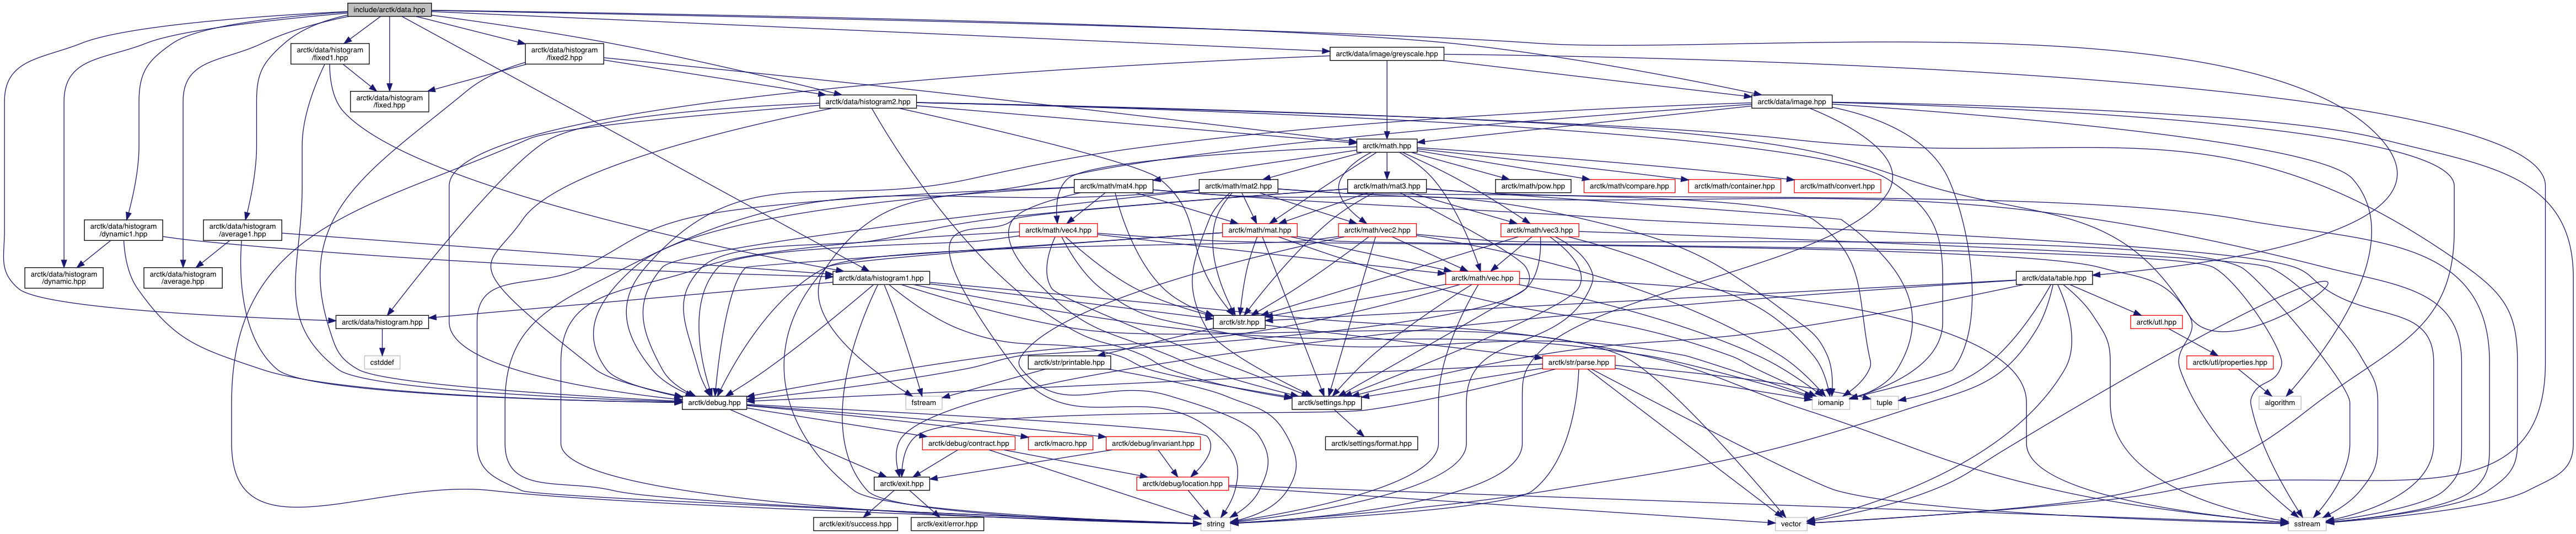 include/arctk/data.hpp
arctk/data/histogram
/fixed1.hpp
arctk/data/histogram
/fixed2.hpp
arctk/data/image/greyscale.hpp
arctk/data/histogram
/fixed.hpp
arctk/data/histogram2.hpp
arctk/data/image.hpp
arctk/math.hpp
arctk/math/mat4.hpp
arctk/math/mat2.hpp
arctk/math/mat3.hpp
arctk/math/pow.hpp
arctk/math/compare.hpp
arctk/math/container.hpp
arctk/math/convert.hpp
arctk/data/histogram
/dynamic1.hpp
arctk/data/histogram
/average1.hpp
arctk/math/vec4.hpp
arctk/math/mat.hpp
arctk/math/vec2.hpp
arctk/math/vec3.hpp
arctk/data/histogram
/dynamic.hpp
arctk/data/histogram
/average.hpp
arctk/data/histogram1.hpp
arctk/math/vec.hpp
arctk/data/table.hpp
arctk/data/histogram.hpp
arctk/str.hpp
arctk/utl.hpp
cstddef
arctk/str/printable.hpp
arctk/str/parse.hpp
arctk/utl/properties.hpp
arctk/debug.hpp
fstream
arctk/settings.hpp
iomanip
tuple
algorithm
arctk/debug/contract.hpp
arctk/macro.hpp
arctk/debug/invariant.hpp
arctk/settings/format.hpp
arctk/exit.hpp
arctk/debug/location.hpp
arctk/exit/success.hpp
arctk/exit/error.hpp
string
vector
sstream